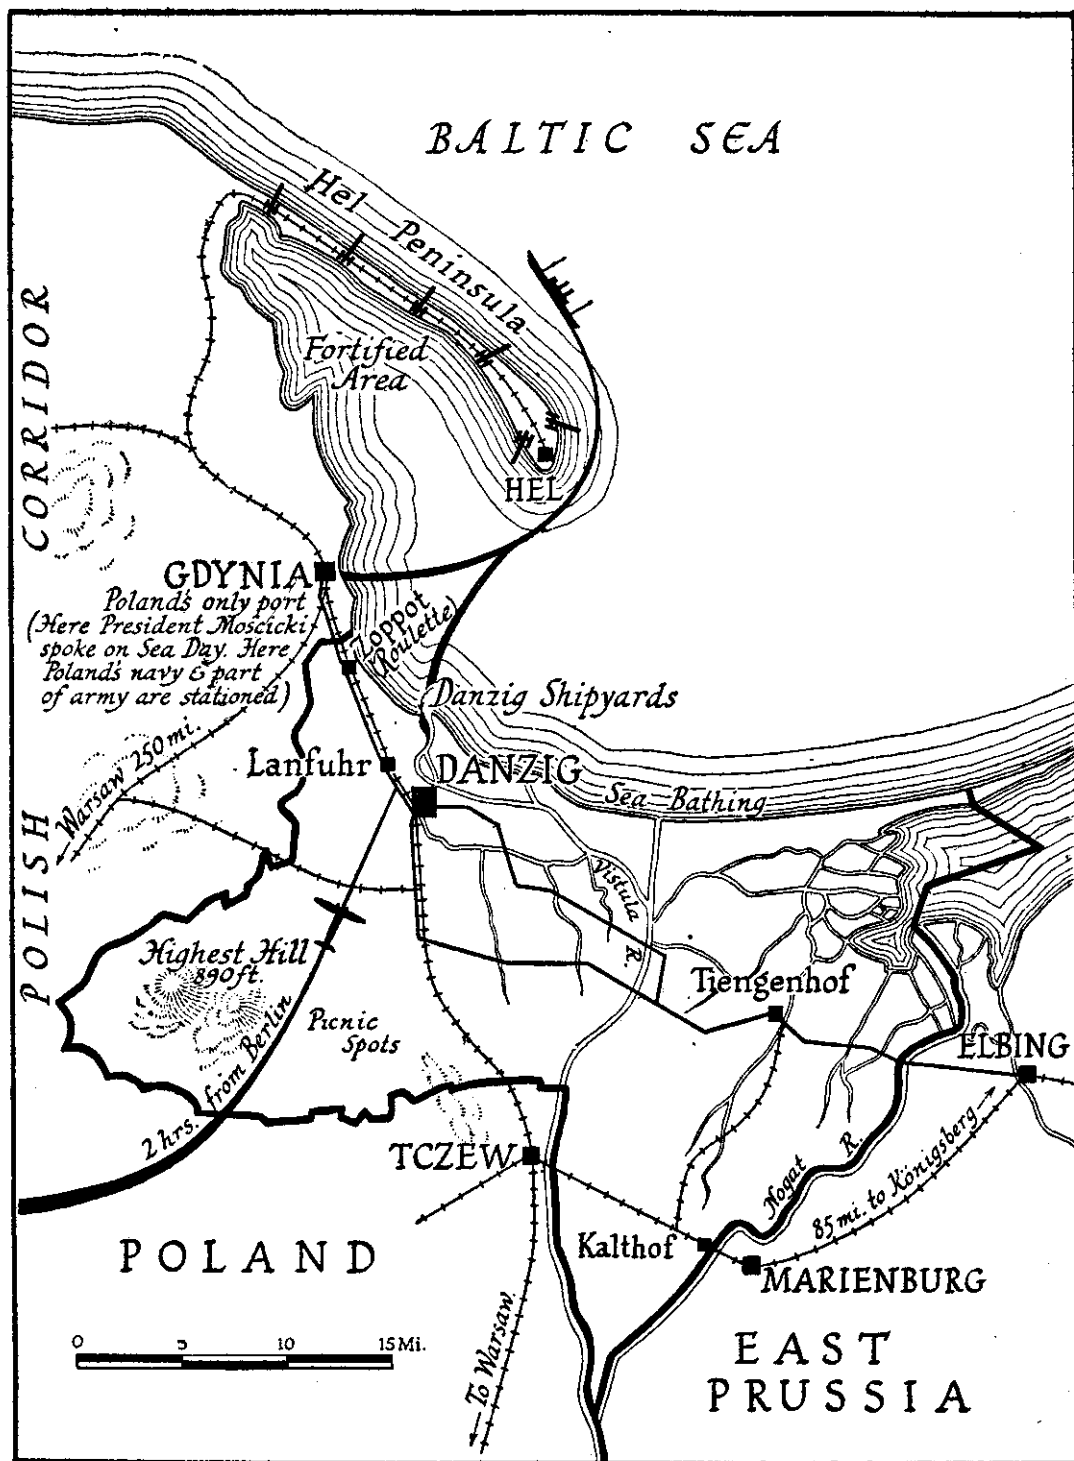 BALTIC SEA
Hel Peninsula
Fortified
Area
HEL
POLISH CORRIDOR
GDYNIA
Poland's only port
(Here President Mościcki
spoke on Sea Day. Here
Poland's navy & part
of army are stationed)
Zoppot
(Roulette)
Danzig Shipyards
Warsaw 250 mi.
Lanfuhr
DANZIG
Sea Bathing
Vistula R.
Highest Hill
890 ft.
Picnic
Spots
2 hrs. from Berlin
Tiengenhof
ELBING
TCZEW
Nogat R.
85 mi. to Königsberg
Kalthof
MARIENBURG
POLAND
0 5 10 15 Mi.
To Warsaw
EAST
PRUSSIA